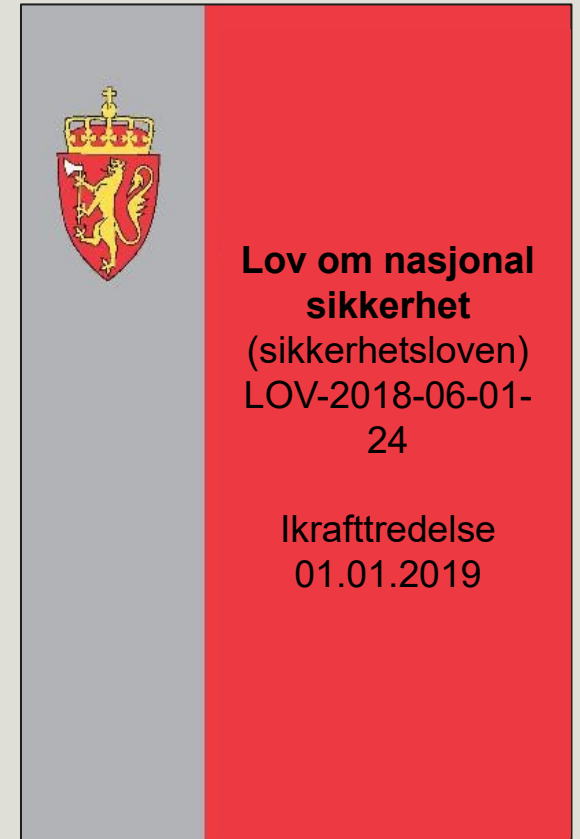 Lov om nasjonal
sikkerhet
(sikkerhetsloven)
LOV-2018-06-01-
24
Ikrafttredelse
01.01.2019